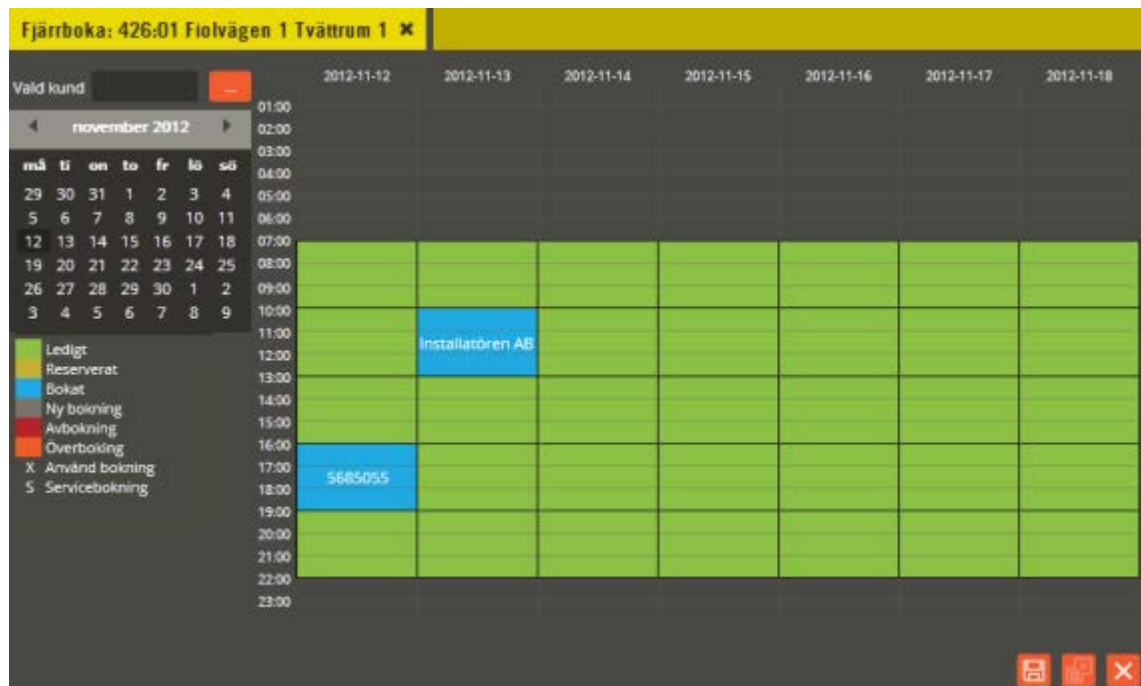 Fjärrboka: 426:01 Fiolvägen 1 Tvättrum 1 ✖
Vald kund ...
november 2012
må ti on to fr lö sö
29 30 31 1 2 3 4
5 6 7 8 9 10 11
12 13 14 15 16 17 18
19 20 21 22 23 24 25
26 27 28 29 30 1 2
3 4 5 6 7 8 9
Ledigt
Reserverat
Bokat
Ny bokning
Avbokning
Överboking
X Använd bokning
S Servicebokning
2012-11-12 2012-11-13 2012-11-14 2012-11-15 2012-11-16 2012-11-17 2012-11-18
01:00
02:00
03:00
04:00
05:00
06:00
07:00
08:00
09:00
10:00
11:00
Installatören AB
12:00
13:00
14:00
15:00
16:00
17:00
5685055
18:00
19:00
20:00
21:00
22:00
23:00